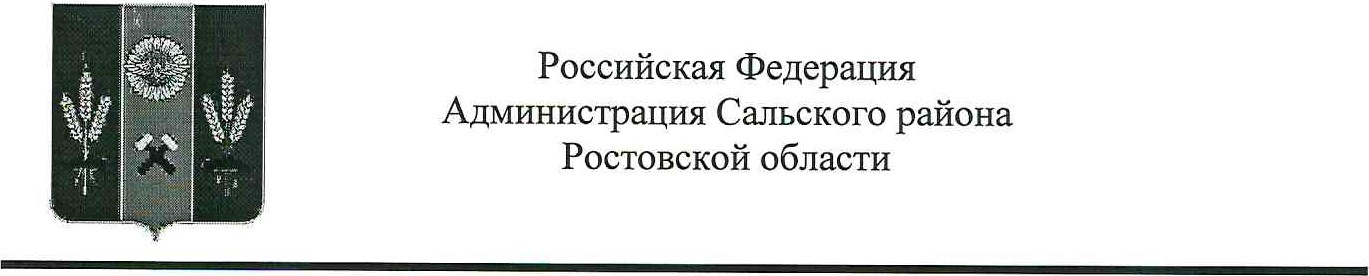 Российская Федерация
Администрация Сальского района
Ростовской области